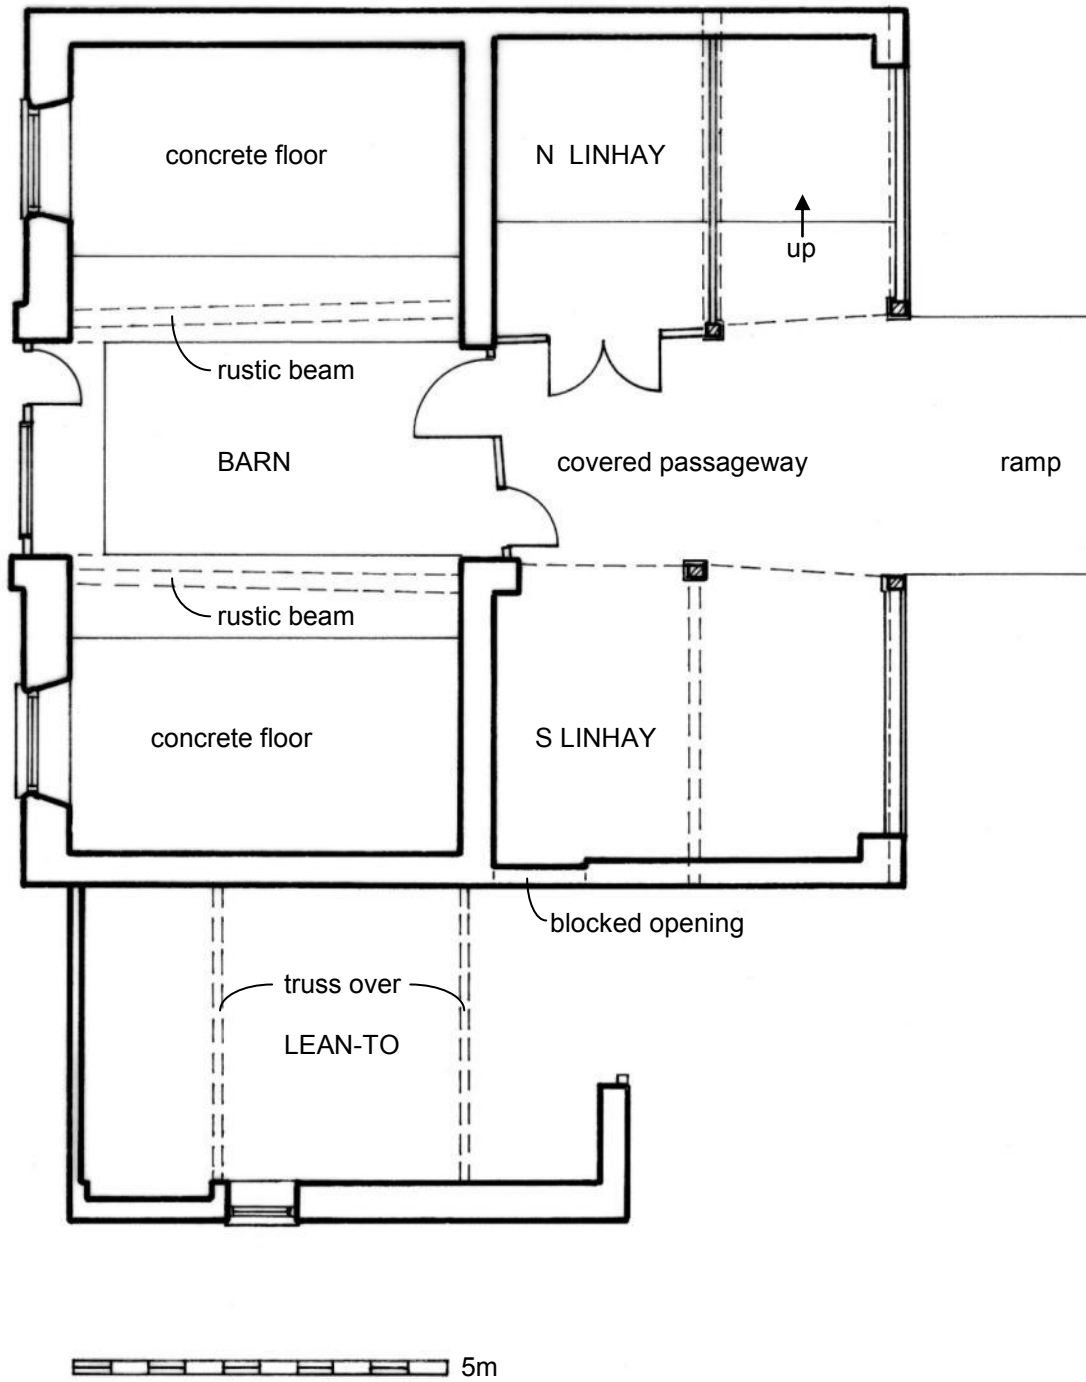 concrete floor
N LINHAY
up
rustic beam
BARN
covered passageway
ramp
rustic beam
concrete floor
S LINHAY
blocked opening
truss over
LEAN-TO
5m